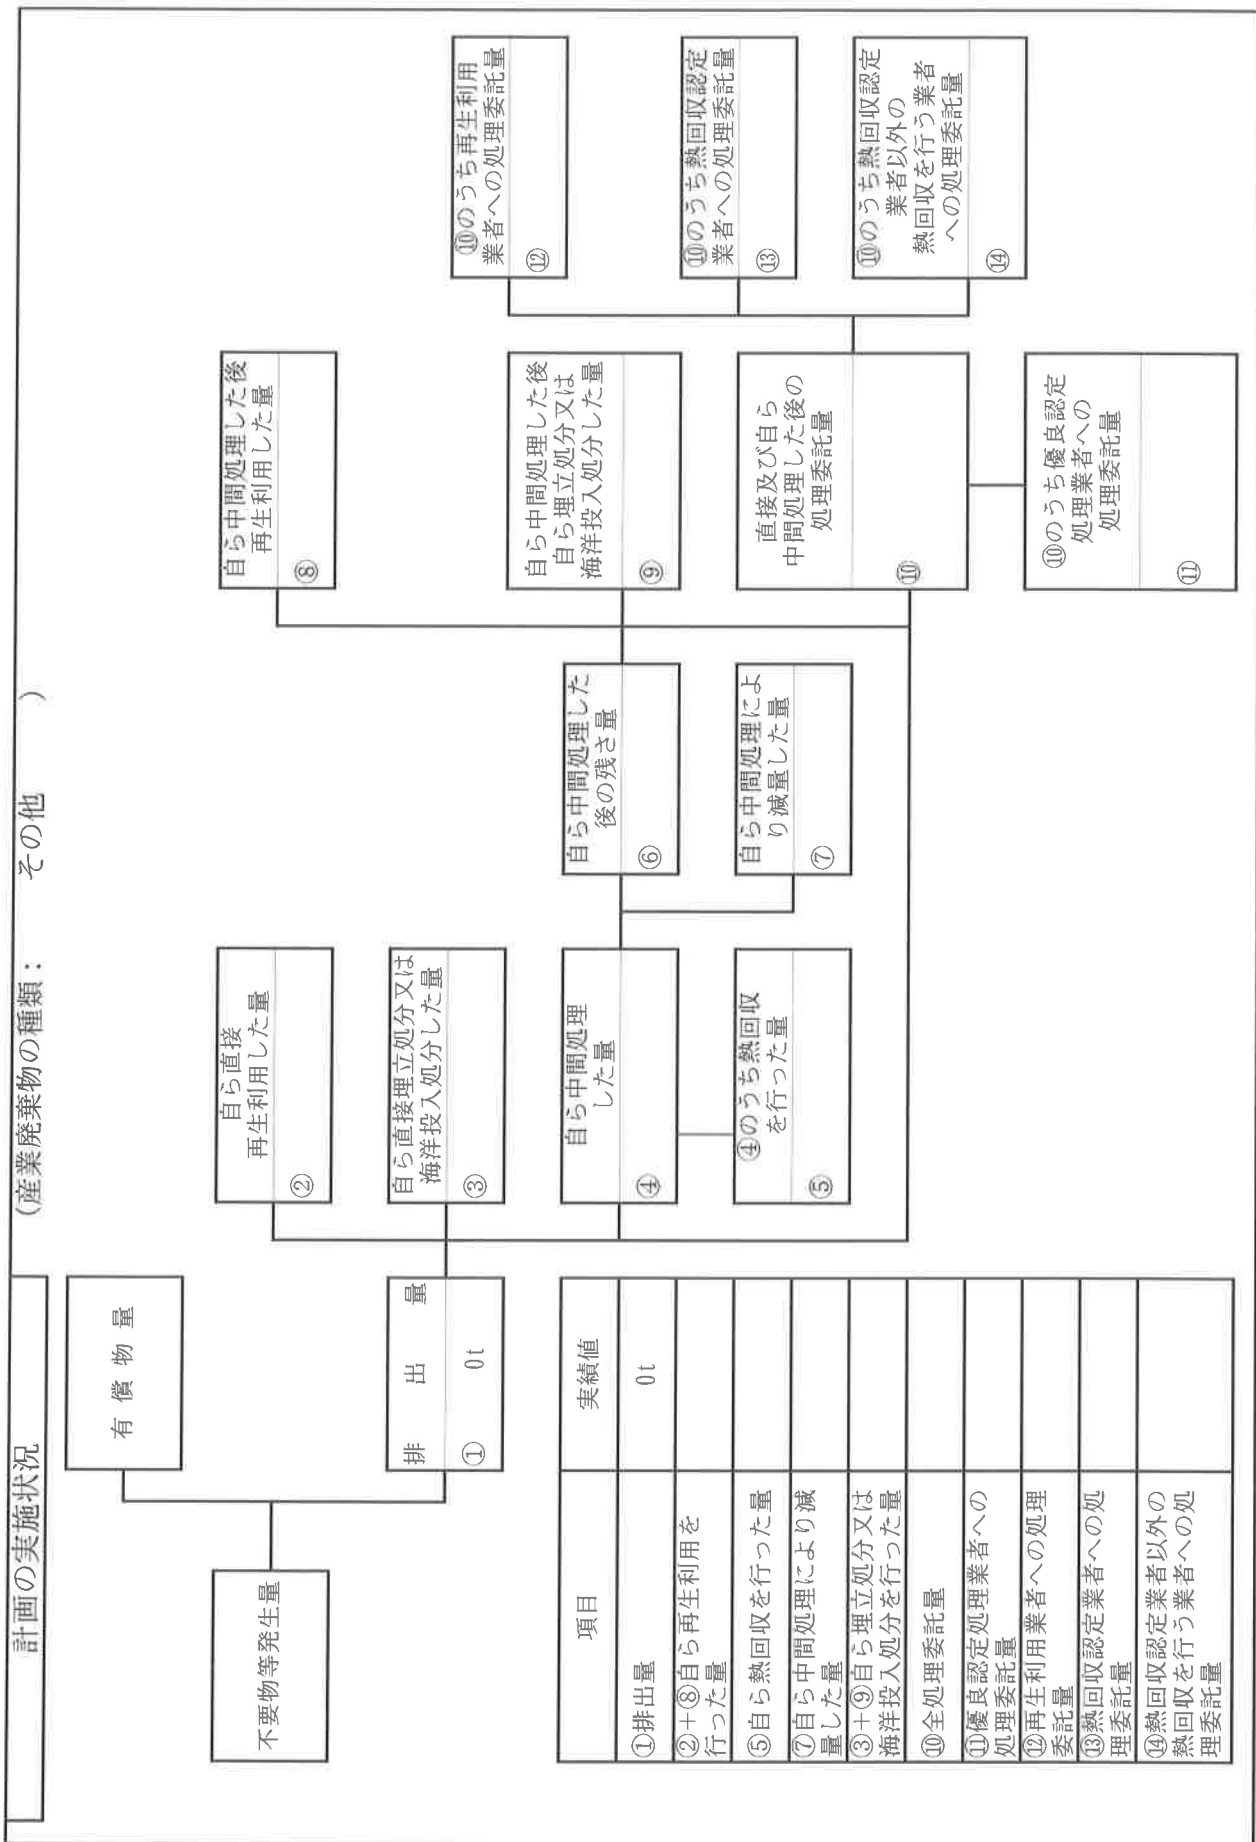 計画の実施状況
(産業廃棄物の種類： その他 )
有償物量
不要物等発生量
排出量
① 0t
自ら直接
再生利用した量
②
自ら直接埋立処分又は
海洋投入処分した量
③
自ら中間処理
した量
④
④のうち熱回収
を行った量
⑤
自ら中間処理した
後の残さ量
⑥
自ら中間処理によ
り減量した量
⑦
自ら中間処理した後
再生利用した量
⑧
自ら中間処理した後
自ら埋立処分又は
海洋投入処分した量
⑨
直接及び自ら
中間処理した後の
処理委託量
⑩
⑩のうち優良認定
処理業者への
処理委託量
⑪
⑩のうち再生利用
業者への処理委託量
⑫
⑩のうち熱回収認定
業者への処理委託量
⑬
⑩のうち熱回収認定
業者以外の
熱回収を行う業者
への処理委託量
⑭
項目 実績値
①排出量 0t
②+⑧自ら再生利用を
行った量
⑤自ら熱回収を行った量
⑦自ら中間処理により減
量した量
③+⑨自ら埋立処分又は
海洋投入処分を行った量
⑩全処理委託量
⑪優良認定処理業者への
処理委託量
⑫再生利用業者への処理
委託量
⑬熱回収認定業者への処
理委託量
⑭熱回収認定業者以外の
熱回収を行う業者への処
理委託量